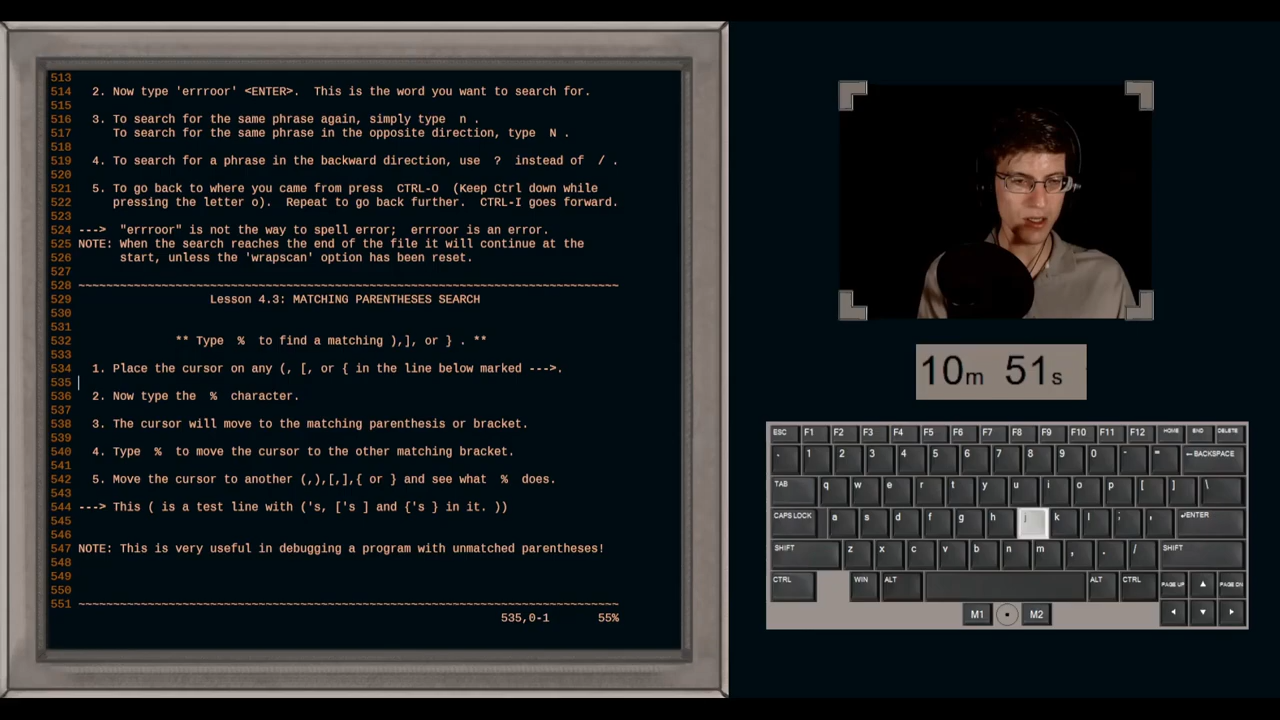 513
514 2. Now type 'errroor' <ENTER>. This is the word you want to search for.
515
516 3. To search for the same phrase again, simply type n .
517 To search for the same phrase in the opposite direction, type N .
518
519 4. To search for a phrase in the backward direction, use ? instead of / .
520
521 5. To go back to where you came from press CTRL-O (Keep Ctrl down while
522 pressing the letter o). Repeat to go back further. CTRL-I goes forward.
523
524 ---> "errroor" is not the way to spell error; errroor is an error.
525 NOTE: When the search reaches the end of the file it will continue at the
526 start, unless the 'wrapscan' option has been reset.
527
528 ~~~~~~~~~~~~~~~~~~~~~~~~~~~~~~~~~~~~~~~~~~~~~~~~~~~~~~~~~~~~~~~~~~~~~~~~~~~~~~
529 Lesson 4.3: MATCHING PARENTHESES SEARCH
530
531
532 ** Type % to find a matching ),], or } . **
533
534 1. Place the cursor on any (, [, or { in the line below marked --->.
535
536 2. Now type the % character.
537
538 3. The cursor will move to the matching parenthesis or bracket.
539
540 4. Type % to move the cursor to the other matching bracket.
541
542 5. Move the cursor to another (,),[,],{ or } and see what % does.
543
544 ---> This ( is a test line with ('s, ['s ] and {'s } in it. ))
545
546
547 NOTE: This is very useful in debugging a program with unmatched parentheses!
548
549
550
551 ~~~~~~~~~~~~~~~~~~~~~~~~~~~~~~~~~~~~~~~~~~~~~~~~~~~~~~~~~~~~~~~~~~~~~~~~~~~~~~
535,0-1 55%
10m 51s
ESC F1 F2 F3 F4 F5 F6 F7 F8 F9 F10 F11 F12 HOME END DELETE
1 2 3 4 5 6 7 8 9 0 - = ←BACKSPACE
TAB q w e r t y u i o p [ ] \
CAPS LOCK a s d f g h j k l ; ' ↵ENTER
SHIFT z x c v b n m , . / SHIFT
CTRL WIN ALT ALT CTRL PAGE UP ▲ PAGE DN
M1 M2 ◄ ▼ ►